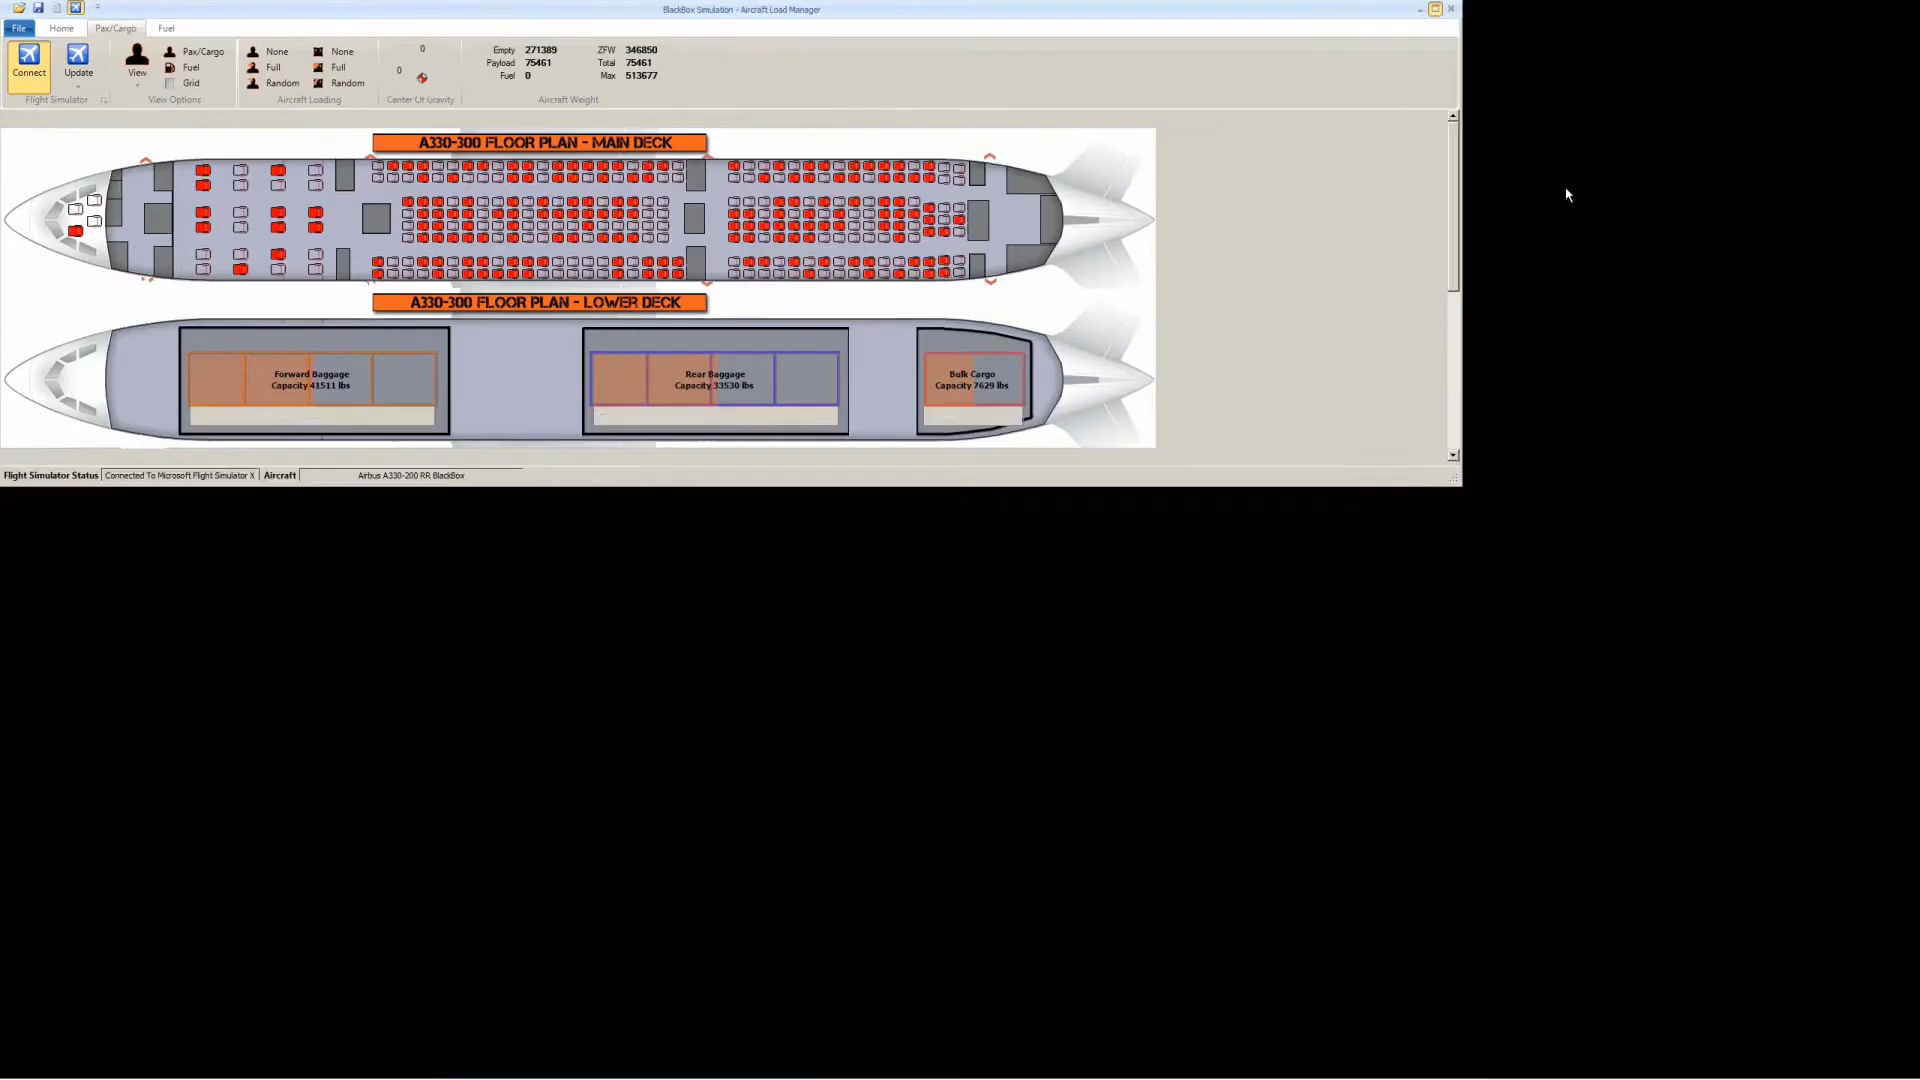 BlackBox Simulation - Aircraft Load Manager
File Home Pax/Cargo Fuel
Connect Update View
Pax/Cargo
Fuel
Grid
None None
Full Full
Random Random
0
0
Empty 271389 ZFW 346850
Payload 75461 Total 75461
Fuel 0 Max 513677
Flight Simulator View Options Aircraft Loading Center Of Gravity Aircraft Weight
A330-300 FLOOR PLAN - MAIN DECK
A330-300 FLOOR PLAN - LOWER DECK
Forward Baggage
Capacity 41511 lbs
Rear Baggage
Capacity 33530 lbs
Bulk Cargo
Capacity 7629 lbs
Flight Simulator Status Connected To Microsoft Flight Simulator X Aircraft Airbus A330-200 RR BlackBox